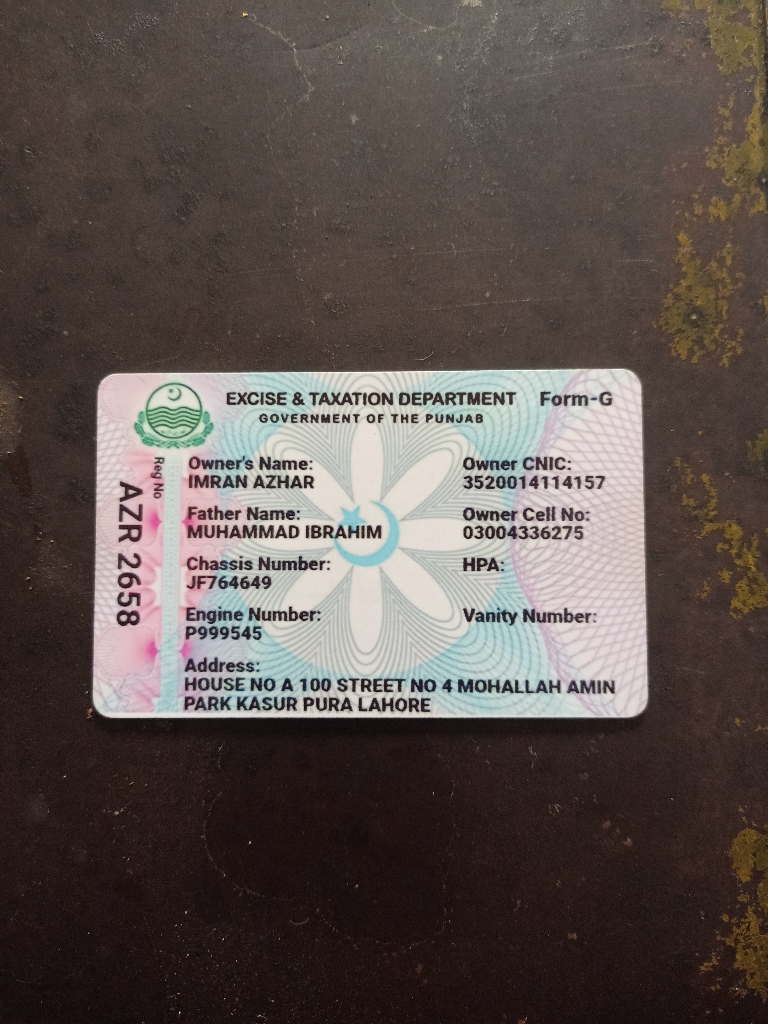 EXCISE & TAXATION DEPARTMENT Form-G
GOVERNMENT OF THE PUNJAB
Reg No
AZR 2658
Owner's Name:
IMRAN AZHAR
Owner CNIC:
3520014114157
Father Name:
MUHAMMAD IBRAHIM
Owner Cell No:
03004336275
Chassis Number:
JF764649
HPA:
Engine Number:
P999545
Vanity Number:
Address:
HOUSE NO A 100 STREET NO 4 MOHALLAH AMIN
PARK KASUR PURA LAHORE